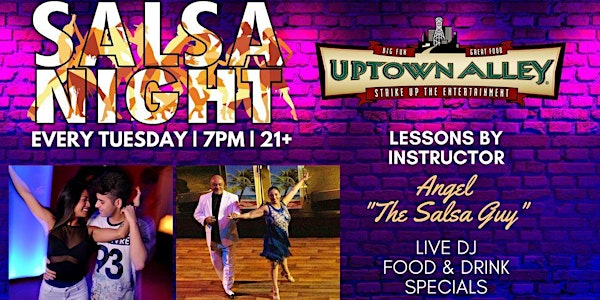 SALSA
NIGHT
EVERY TUESDAY | 7PM | 21+
BIG FUN GREAT FOOD
UPTOWN ALLEY
STRIKE UP THE ENTERTAINMENT
LESSONS BY
INSTRUCTOR
Angel
"The Salsa Guy"
LIVE DJ
FOOD & DRINK
SPECIALS
93